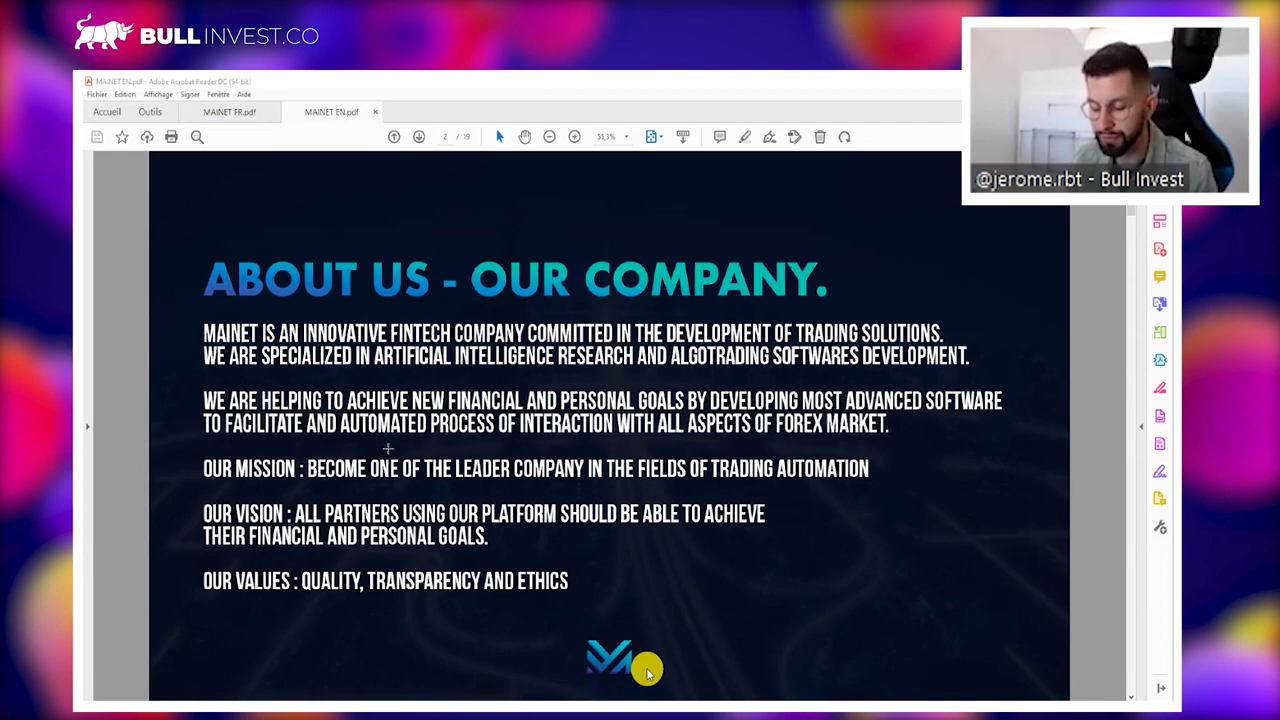 BULLINVEST.CO
MAINET EN.pdf - Adobe Acrobat Reader DC (64-bit)
Fichier Edition Affichage Signer Fenêtre Aide
Accueil Outils MAINET FR.pdf MAINET EN.pdf ×
2 / 19 55,3%
@jerome.rbt - Bull Invest
ABOUT US - OUR COMPANY.
MAINET IS AN INNOVATIVE FINTECH COMPANY COMMITTED IN THE DEVELOPMENT OF TRADING SOLUTIONS.
WE ARE SPECIALIZED IN ARTIFICIAL INTELLIGENCE RESEARCH AND ALGOTRADING SOFTWARES DEVELOPMENT.
WE ARE HELPING TO ACHIEVE NEW FINANCIAL AND PERSONAL GOALS BY DEVELOPING MOST ADVANCED SOFTWARE
TO FACILITATE AND AUTOMATED PROCESS OF INTERACTION WITH ALL ASPECTS OF FOREX MARKET.
OUR MISSION : BECOME ONE OF THE LEADER COMPANY IN THE FIELDS OF TRADING AUTOMATION
OUR VISION : ALL PARTNERS USING OUR PLATFORM SHOULD BE ABLE TO ACHIEVE
THEIR FINANCIAL AND PERSONAL GOALS.
OUR VALUES : QUALITY, TRANSPARENCY AND ETHICS